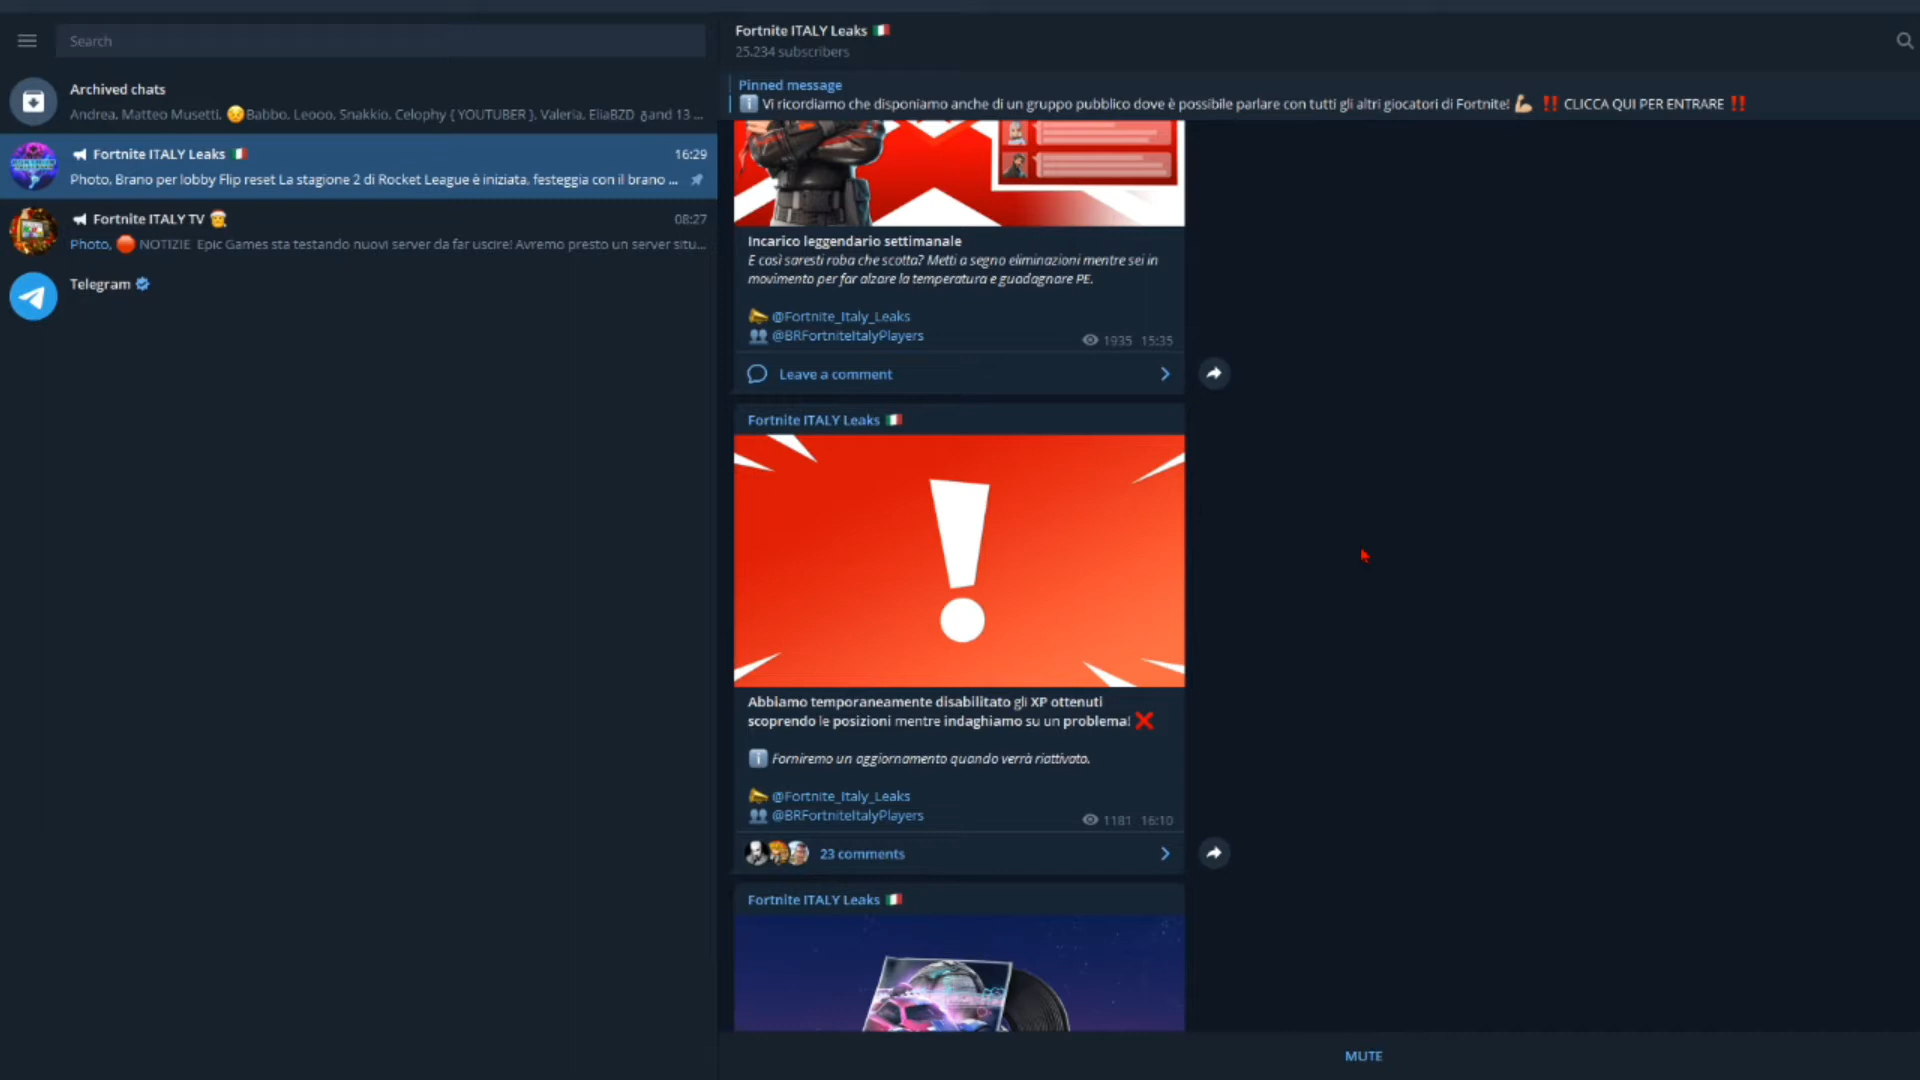 Search
Archived chats
Andrea, Matteo Musetti, 😔Babbo, Leooo, Snakkio, Celophy { YOUTUBER }, Valeria, EliaBZD and 13 ...
Fortnite ITALY Leaks 🇮🇹
16:29
Photo, Brano per lobby Flip reset La stagione 2 di Rocket League è iniziata, festeggia con il brano ...
Fortnite ITALY TV 🎅
08:27
Photo, 🔴 NOTIZIE Epic Games sta testando nuovi server da far uscire! Avremo presto un server situ...
Telegram
Fortnite ITALY Leaks 🇮🇹
25.234 subscribers
Pinned message
ℹ️ Vi ricordiamo che disponiamo anche di un gruppo pubblico dove è possibile parlare con tutti gli altri giocatori di Fortnite! 💪 ‼️ CLICCA QUI PER ENTRARE ‼️
Incarico leggendario settimanale
E così saresti roba che scotta? Metti a segno eliminazioni mentre sei in
movimento per far alzare la temperatura e guadagnare PE.
@Fortnite_Italy_Leaks
👥 @BRFortniteItalyPlayers
1935 15:35
Leave a comment
Fortnite ITALY Leaks 🇮🇹
Abbiamo temporaneamente disabilitato gli XP ottenuti
scoprendo le posizioni mentre indaghiamo su un problema! ❌
ℹ️ Forniremo un aggiornamento quando verrà riattivato.
@Fortnite_Italy_Leaks
👥 @BRFortniteItalyPlayers
1181 16:10
23 comments
Fortnite ITALY Leaks 🇮🇹
MUTE